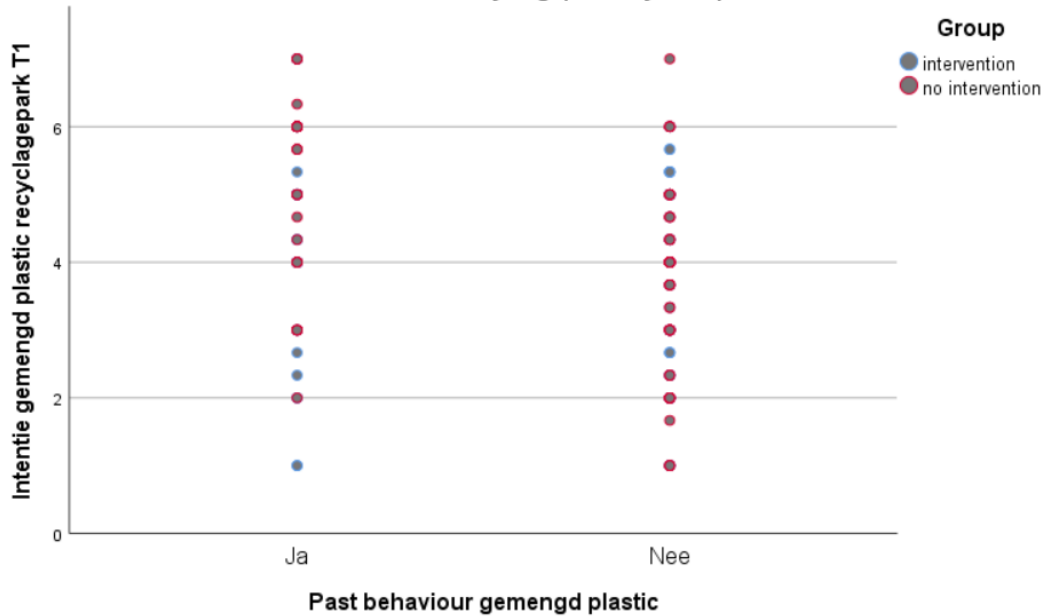 Group
intervention
no intervention
Intentie gemengd plastic recyclagepark T1
6
4
2
0
Ja
Nee
Past behaviour gemengd plastic